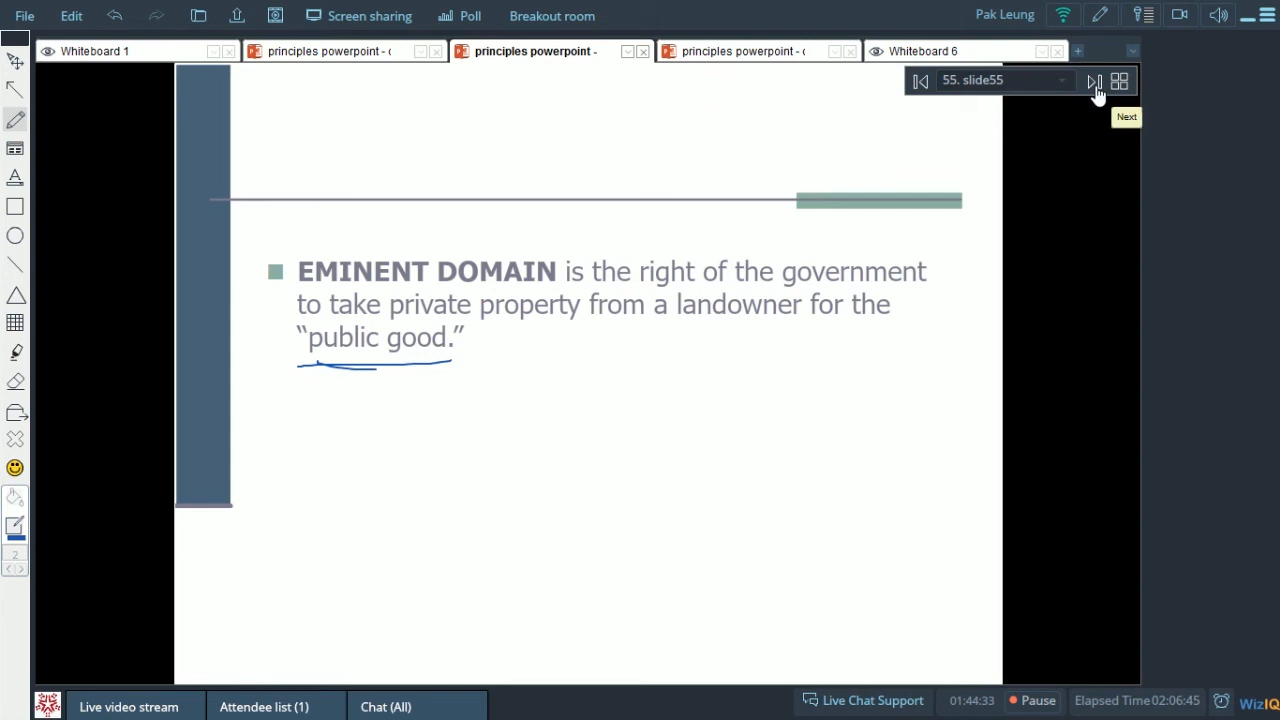 File Edit Screen sharing Poll Breakout room Pak Leung
Whiteboard 1 principles powerpoint - c principles powerpoint - principles powerpoint - c Whiteboard 6
55. slide55
Next
EMINENT DOMAIN is the right of the government
to take private property from a landowner for the
“public good.”
2
Live video stream Attendee list (1) Chat (All) Live Chat Support 01:44:33 Pause Elapsed Time 02:06:45 WizIQ